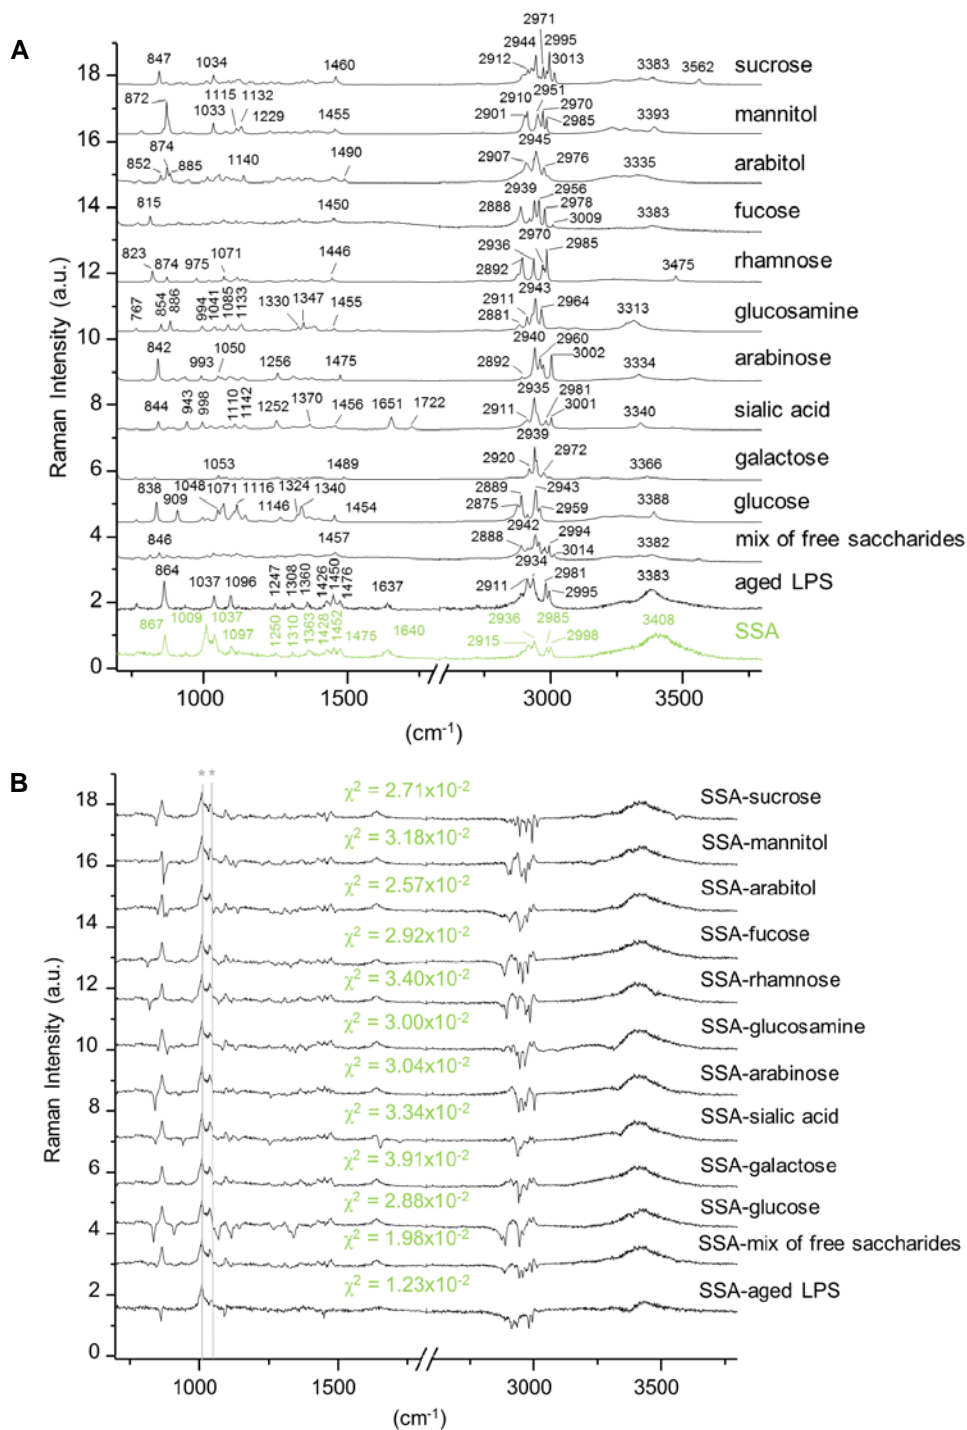 A
Raman Intensity (a.u.)
18
16
14
12
10
8
6
4
2
0
847 1034 1460 2912 2944 2971 2995 3013 3383 3562 sucrose
872 1033 1115 1132 1229 1455 2901 2910 2951 2970 2985 3393 mannitol
852 874 885 1140 1490 2907 2945 2976 3335 arabitol
815 1450 2888 2939 2956 2978 3009 3383 fucose
823 874 975 1071 1446 2892 2936 2970 2985 3475 rhamnose
767 854 886 994 1041 1085 1133 1330 1347 1455 2881 2911 2943 2964 3313 glucosamine
842 993 1050 1256 1475 2892 2940 2960 3002 3334 arabinose
844 943 998 1110 1142 1252 1370 1456 1651 1722 2911 2935 2981 3001 3340 sialic acid
1053 1489 2920 2939 2972 3366 galactose
838 909 1048 1071 1116 1146 1324 1340 1454 2875 2889 2943 2959 3388 glucose
846 1457 2888 2942 2994 3014 3382 mix of free saccharides
864 1037 1096 1247 1308 1360 1426 1450 1476 1637 2911 2934 2981 2995 3383 aged LPS
867 1009 1037 1097 1250 1310 1363 1428 1452 1475 1640 2915 2936 2985 2998 3408 SSA
1000 1500 3000 3500
(cm⁻¹)
B
Raman Intensity (a.u.)
18
16
14
12
10
8
6
4
2
0
* *
χ² = 2.71x10⁻² SSA-sucrose
χ² = 3.18x10⁻² SSA-mannitol
χ² = 2.57x10⁻² SSA-arabitol
χ² = 2.92x10⁻² SSA-fucose
χ² = 3.40x10⁻² SSA-rhamnose
χ² = 3.00x10⁻² SSA-glucosamine
χ² = 3.04x10⁻² SSA-arabinose
χ² = 3.34x10⁻² SSA-sialic acid
χ² = 3.91x10⁻² SSA-galactose
χ² = 2.88x10⁻² SSA-glucose
χ² = 1.98x10⁻² SSA-mix of free saccharides
χ² = 1.23x10⁻² SSA-aged LPS
1000 1500 3000 3500
(cm⁻¹)